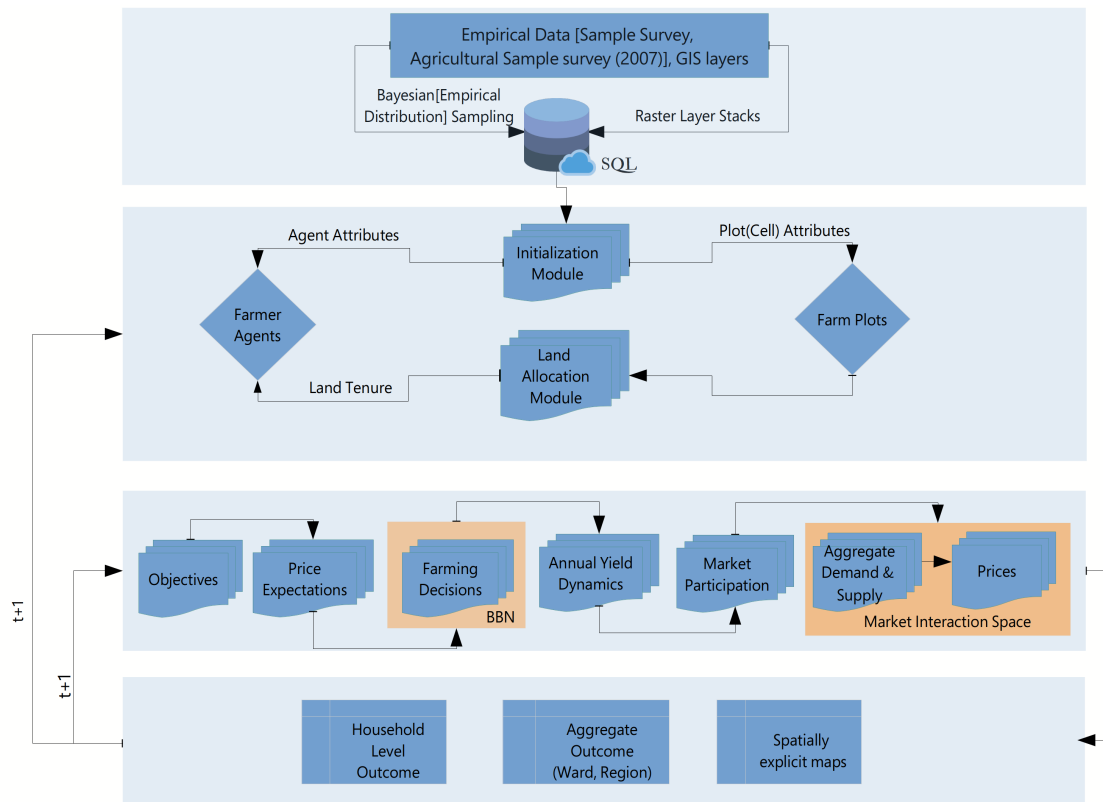 Empirical Data [Sample Survey,
Agricultural Sample survey (2007)], GIS layers
Bayesian[Empirical
Distribution] Sampling
Raster Layer Stacks
SQL
Agent Attributes
Plot(Cell) Attributes
Initialization
Module
Farmer
Agents
Farm Plots
Land
Allocation
Module
Land Tenure
t+1
Objectives
Price
Expectations
Farming
Decisions
BBN
Annual Yield
Dynamics
Market
Participation
Aggregate
Demand &
Supply
Prices
Market Interaction Space
t+1
Household
Level
Outcome
Aggregate
Outcome
(Ward, Region)
Spatially
explicit maps